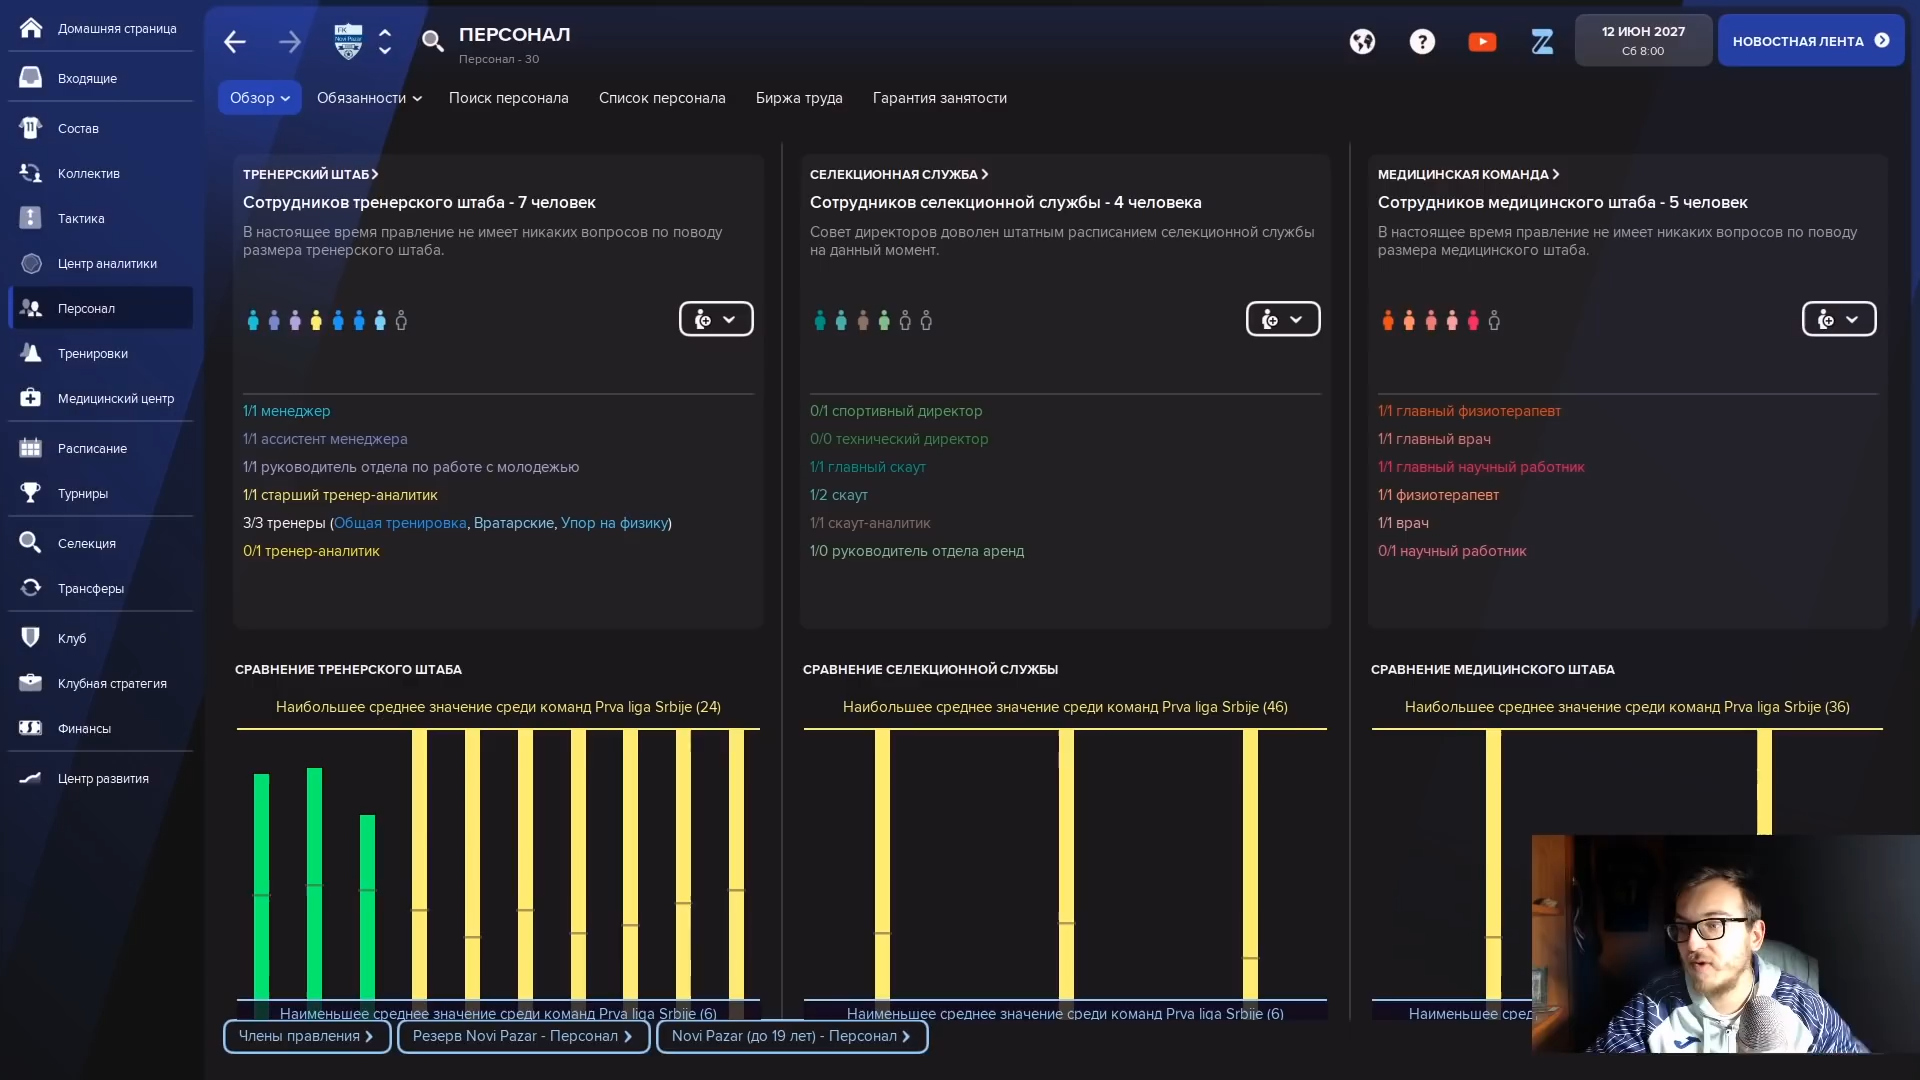 Домашняя страница
Входящие
Состав
Коллектив
Тактика
Центр аналитики
Персонал
Тренировки
Медицинский центр
Расписание
Турниры
Селекция
Трансферы
Клуб
Клубная стратегия
Финансы
Центр развития
FK
Novi Pazar
ПЕРСОНАЛ
Персонал - 30
12 ИЮН 2027
Сб 8:00
НОВОСТНАЯ ЛЕНТА
Обзор
Обязанности
Поиск персонала
Список персонала
Биржа труда
Гарантия занятости
ТРЕНЕРСКИЙ ШТАБ
Сотрудников тренерского штаба - 7 человек
В настоящее время правление не имеет никаких вопросов по поводу
размера тренерского штаба.
1/1 менеджер
1/1 ассистент менеджера
1/1 руководитель отдела по работе с молодежью
1/1 старший тренер-аналитик
3/3 тренеры (Общая тренировка, Вратарские, Упор на физику)
0/1 тренер-аналитик
СЕЛЕКЦИОННАЯ СЛУЖБА
Сотрудников селекционной службы - 4 человека
Совет директоров доволен штатным расписанием селекционной службы
на данный момент.
0/1 спортивный директор
0/0 технический директор
1/1 главный скаут
1/2 скаут
1/1 скаут-аналитик
1/0 руководитель отдела аренд
МЕДИЦИНСКАЯ КОМАНДА
Сотрудников медицинского штаба - 5 человек
В настоящее время правление не имеет никаких вопросов по поводу
размера медицинского штаба.
1/1 главный физиотерапевт
1/1 главный врач
1/1 главный научный работник
1/1 физиотерапевт
1/1 врач
0/1 научный работник
СРАВНЕНИЕ ТРЕНЕРСКОГО ШТАБА
Наибольшее среднее значение среди команд Prva liga Srbije (24)
Наименьшее среднее значение среди команд Prva liga Srbije (6)
СРАВНЕНИЕ СЕЛЕКЦИОННОЙ СЛУЖБЫ
Наибольшее среднее значение среди команд Prva liga Srbije (46)
Наименьшее среднее значение среди команд Prva liga Srbije (6)
СРАВНЕНИЕ МЕДИЦИНСКОГО ШТАБА
Наибольшее среднее значение среди команд Prva liga Srbije (36)
Наименьшее сред
Члены правления
Резерв Novi Pazar - Персонал
Novi Pazar (до 19 лет) - Персонал